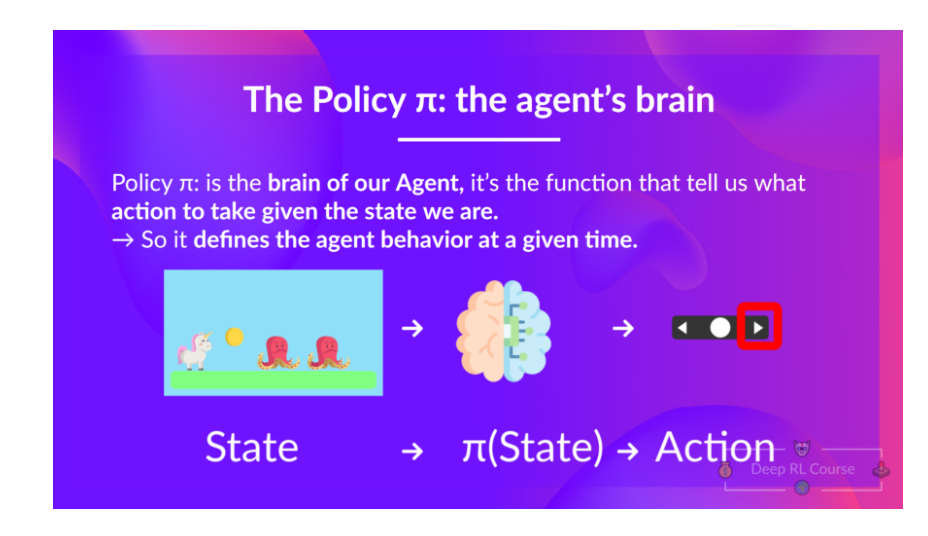 The Policy π: the agent’s brain
Policy π: is the brain of our Agent, it’s the function that tell us what
action to take given the state we are.
→ So it defines the agent behavior at a given time.
→ →
State → π(State) → Action
Deep RL Course